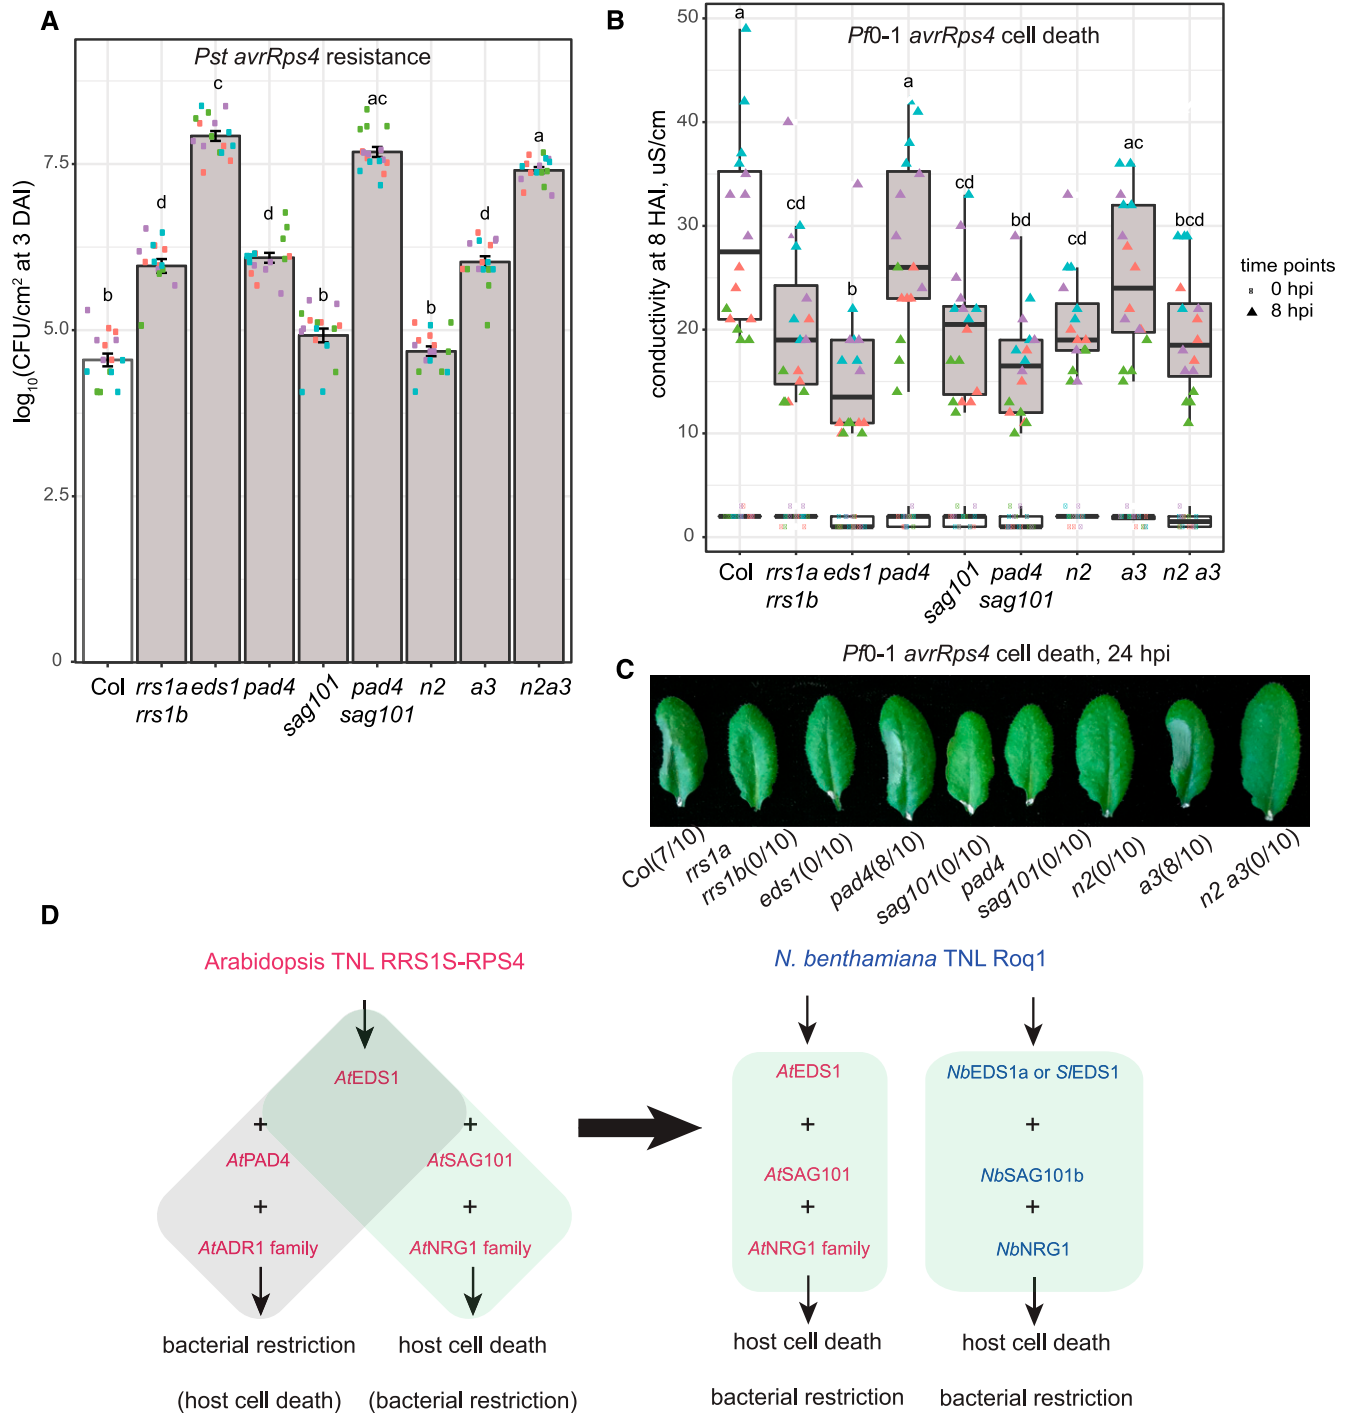 A
Pst avrRps4 resistance
log10(CFU/cm2 at 3 DAI)
7.5
5.0
2.5
0
b
d
c
d
b
ac
b
d
a
Col
rrs1a
rrs1b
eds1
pad4
sag101
pad4
sag101
n2
a3
n2a3
B
Pf0-1 avrRps4 cell death
conductivity at 8 HAI, uS/cm
50
40
30
20
10
0
a
cd
b
a
cd
bd
cd
ac
bcd
Col
rrs1a
rrs1b
eds1
pad4
sag101
pad4
sag101
n2
a3
n2 a3
time points
0 hpi
8 hpi
C
Pf0-1 avrRps4 cell death, 24 hpi
Col(7/10)
rrs1a
rrs1b(0/10)
eds1(0/10)
pad4(8/10)
sag101(0/10)
pad4
sag101(0/10)
n2(0/10)
a3(8/10)
n2 a3(0/10)
D
Arabidopsis TNL RRS1S-RPS4
AtEDS1
+ +
AtPAD4 AtSAG101
+ +
AtADR1 family AtNRG1 family
bacterial restriction
(host cell death)
host cell death
(bacterial restriction)
N. benthamiana TNL Roq1
AtEDS1
+
AtSAG101
+
AtNRG1 family
host cell death
bacterial restriction
NbEDS1a or SlEDS1
+
NbSAG101b
+
NbNRG1
host cell death
bacterial restriction